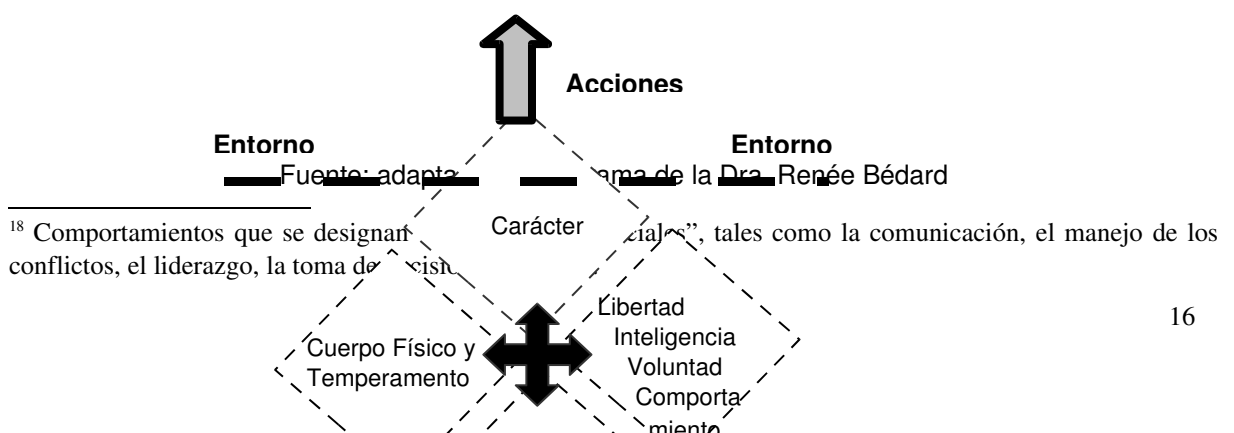 Acciones
Entorno Entorno
Fuente: adapta ama de la Dra. Renée Bédard
18 Comportamientos que se designan Carácter ciales”, tales como la comunicación, el manejo de los
conflictos, el liderazgo, la toma de
16
Libertad
Inteligencia
Voluntad
Comporta
miento
Cuerpo Físico y
Temperamento